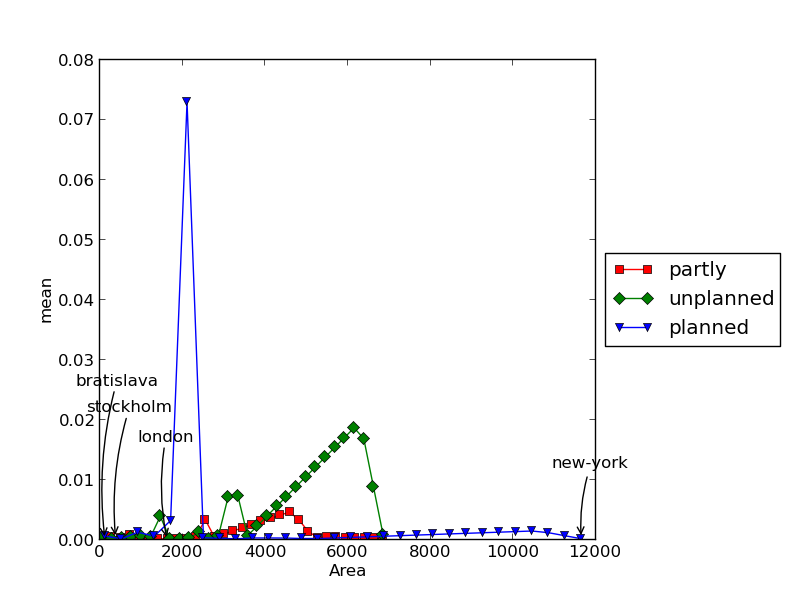 0.08
0.07
0.06
0.05
0.04
0.03
0.02
0.01
0.00
mean
bratislava
stockholm
london
new-york
0
2000
4000
6000
8000
10000
12000
Area
partly
unplanned
planned